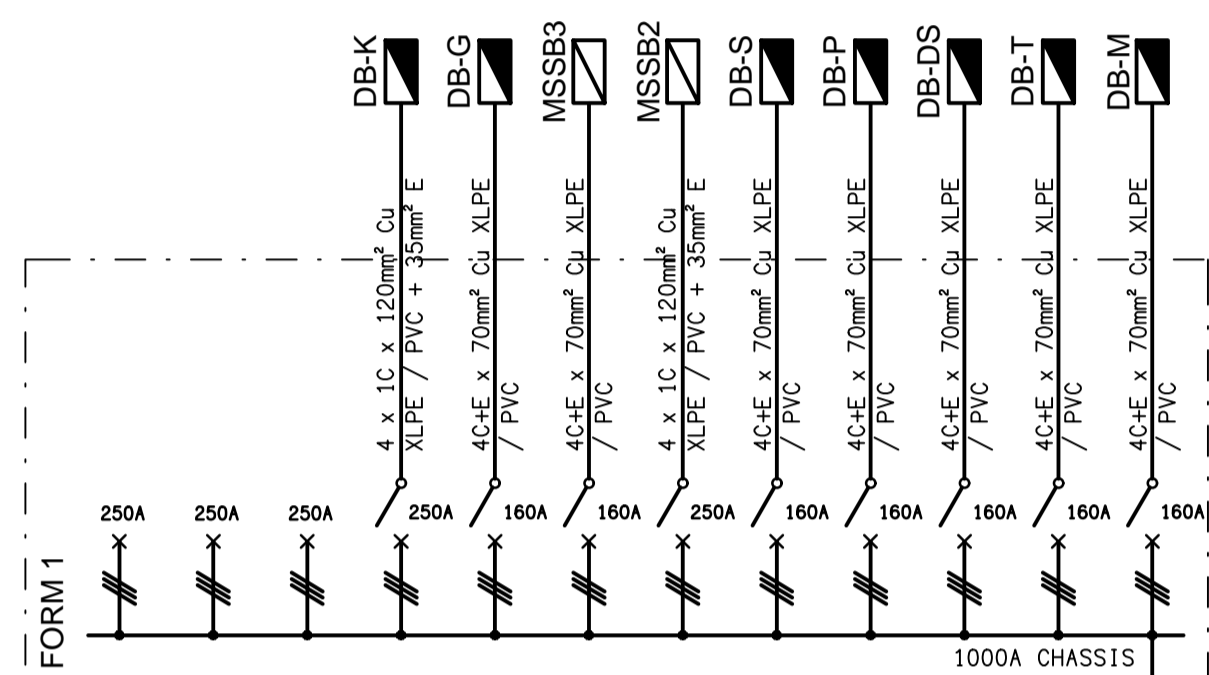 DB-K
DB-G
MSSB3
MSSB2
DB-S
DB-P
DB-DS
DB-T
DB-M
4 x 1C x 120mm² Cu
XLPE / PVC + 35mm² E
4C+E x 70mm² Cu XLPE
/ PVC
4C+E x 70mm² Cu XLPE
/ PVC
4 x 1C x 120mm² Cu
XLPE / PVC + 35mm² E
4C+E x 70mm² Cu XLPE
/ PVC
4C+E x 70mm² Cu XLPE
/ PVC
4C+E x 70mm² Cu XLPE
/ PVC
4C+E x 70mm² Cu XLPE
/ PVC
4C+E x 70mm² Cu XLPE
/ PVC
250A
250A
250A
250A
160A
160A
250A
160A
160A
160A
160A
160A
FORM 1
1000A CHASSIS